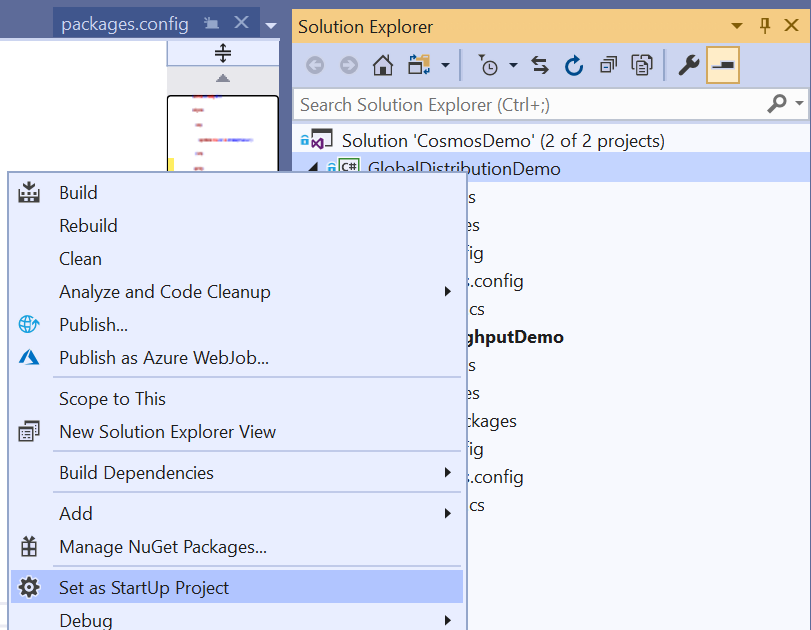 packages.config
Solution Explorer
Search Solution Explorer (Ctrl+;)
Solution 'CosmosDemo' (2 of 2 projects)
C# GlobalDistributionDemo
s
es
ig
s.config
cs
ghputDemo
s
es
ckages
ig
s.config
cs
Build
Rebuild
Clean
Analyze and Code Cleanup
Publish...
Publish as Azure WebJob...
Scope to This
New Solution Explorer View
Build Dependencies
Add
Manage NuGet Packages...
Set as StartUp Project
Debug